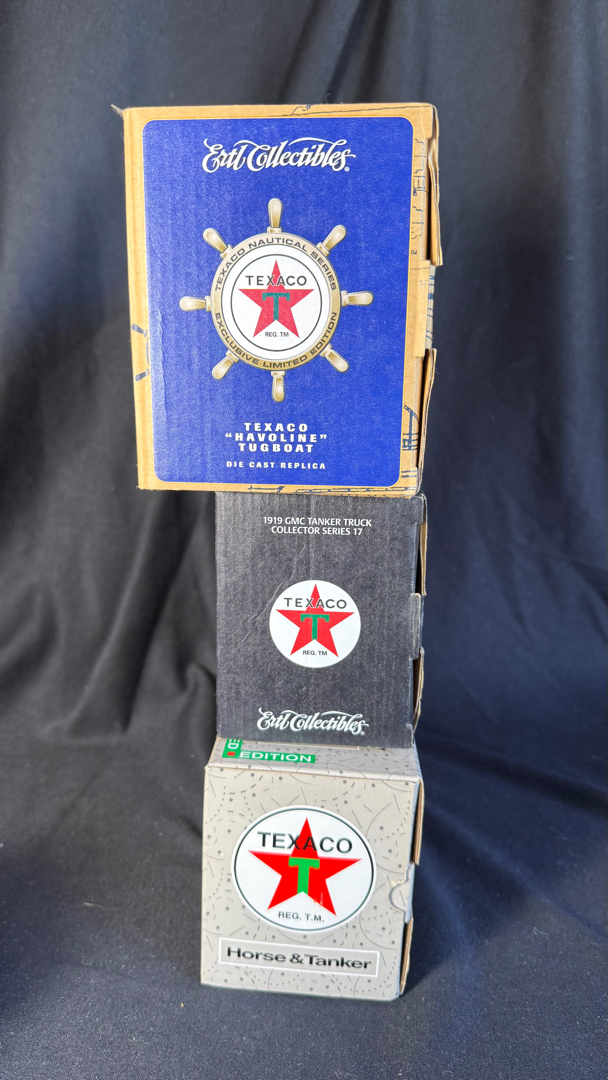 Ertl Collectibles®
TEXACO NAUTICAL SERIES
TEXACO
T
REG. TM
EXCLUSIVE LIMITED EDITION
TEXACO
"HAVOLINE"
TUGBOAT
DIE CAST REPLICA
1919 GMC TANKER TRUCK
COLLECTOR SERIES 17
TEXACO
T
REG. TM
Ertl Collectibles®
ED
EDITION
TEXACO
T
REG. T.M.
Horse & Tanker